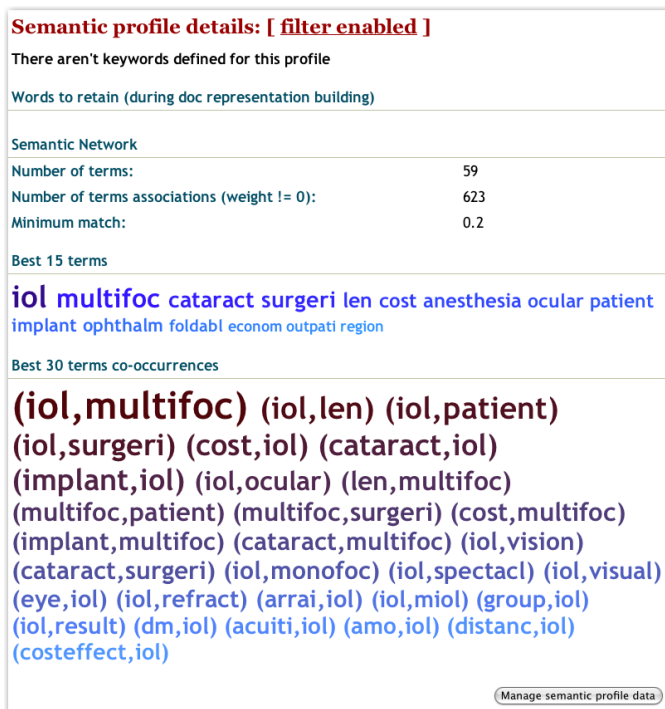 Semantic profile details: [ filter enabled ]
There aren't keywords defined for this profile
Words to retain (during doc representation building)
Semantic Network
Number of terms: 59
Number of terms associations (weight != 0): 623
Minimum match: 0.2
Best 15 terms
iol multifoc cataract surgeri len cost anesthesia ocular patient
implant ophthalm foldabl econom outpati region
Best 30 terms co-occurrences
(iol,multifoc) (iol,len) (iol,patient)
(iol,surgeri) (cost,iol) (cataract,iol)
(implant,iol) (iol,ocular) (len,multifoc)
(multifoc,patient) (multifoc,surgeri) (cost,multifoc)
(implant,multifoc) (cataract,multifoc) (iol,vision)
(cataract,surgeri) (iol,monofoc) (iol,spectacl) (iol,visual)
(eye,iol) (iol,refract) (arrai,iol) (iol,miol) (group,iol)
(iol,result) (dm,iol) (acuiti,iol) (amo,iol) (distanc,iol)
(costeffect,iol)
Manage semantic profile data